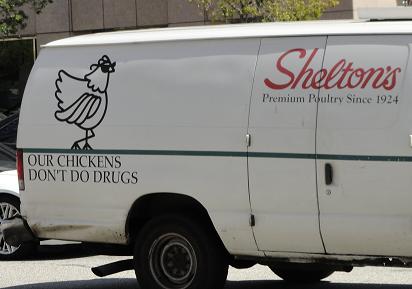 Shelton's
Premium Poultry Since 1924
OUR CHICKENS
DON'T DO DRUGS